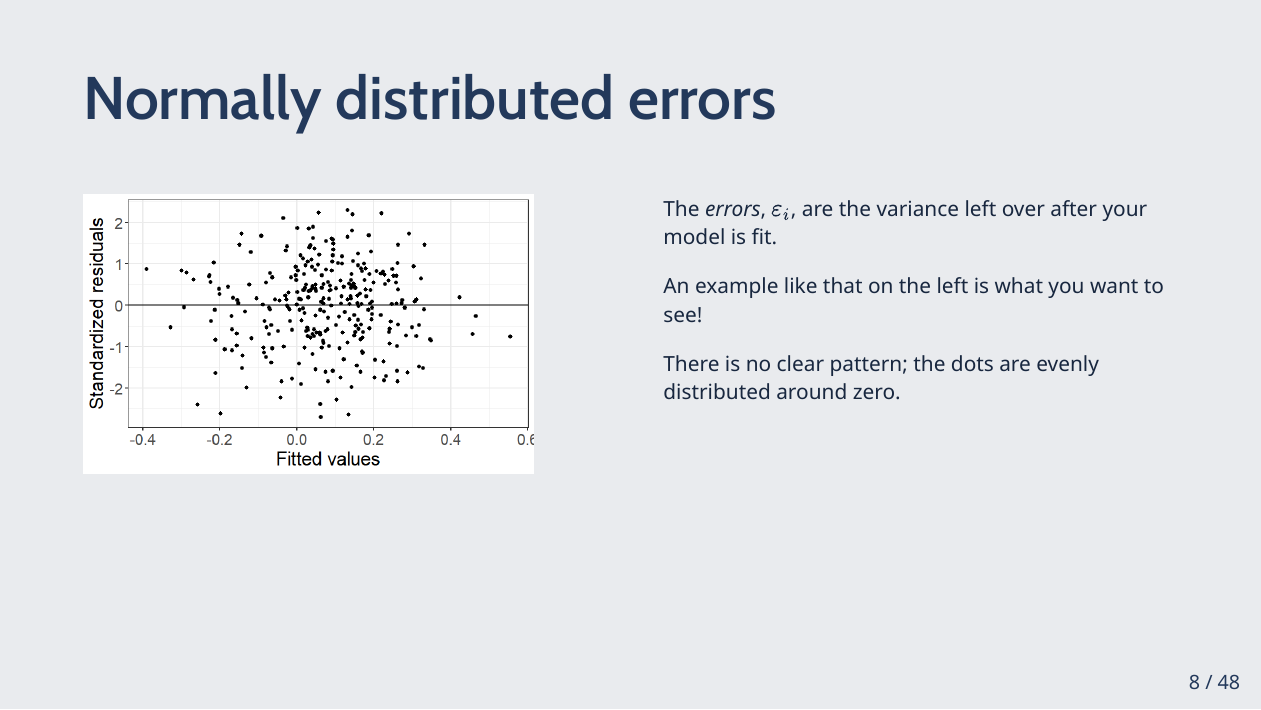 Normally distributed errors
The errors, εᵢ, are the variance left over after your
model is fit.
An example like that on the left is what you want to
see!
There is no clear pattern; the dots are evenly
distributed around zero.
Standardized residuals
2
1
0
-1
-2
-0.4 -0.2 0.0 0.2 0.4 0.6
Fitted values
8 / 48